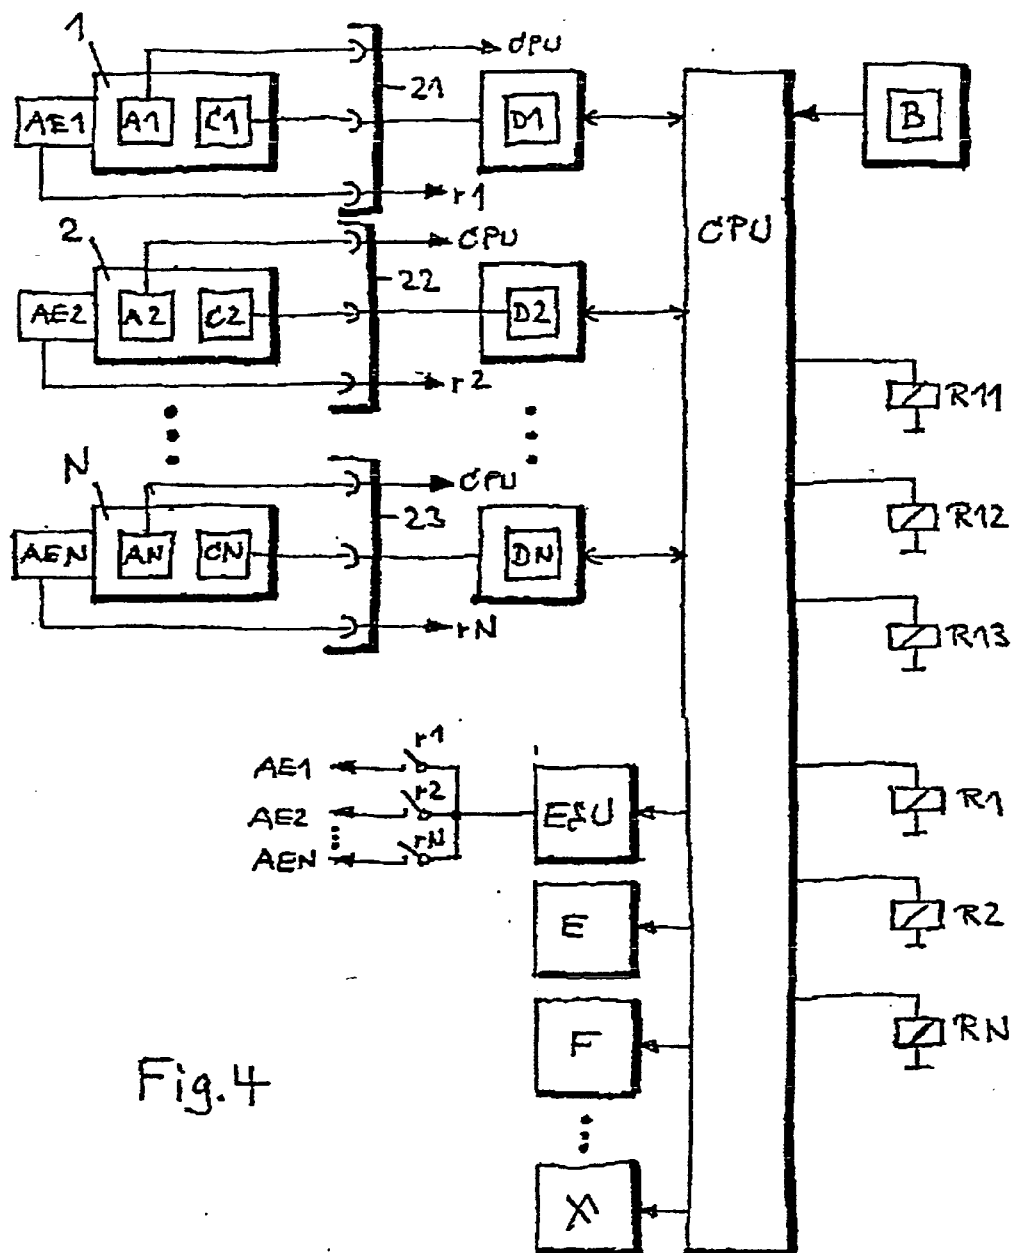 1
CPU
AE1 A1 C1 21 D1 B
r1
CPU
2
CPU
AE2 A2 C2 22 D2
r2
R11
N
CPU
AEN AN CN 23 DN
R12
rN
R13
r1
AE1
r2
AE2
rN
AEN
ESU
R1
E
R2
F
RN
Fig.4
X1